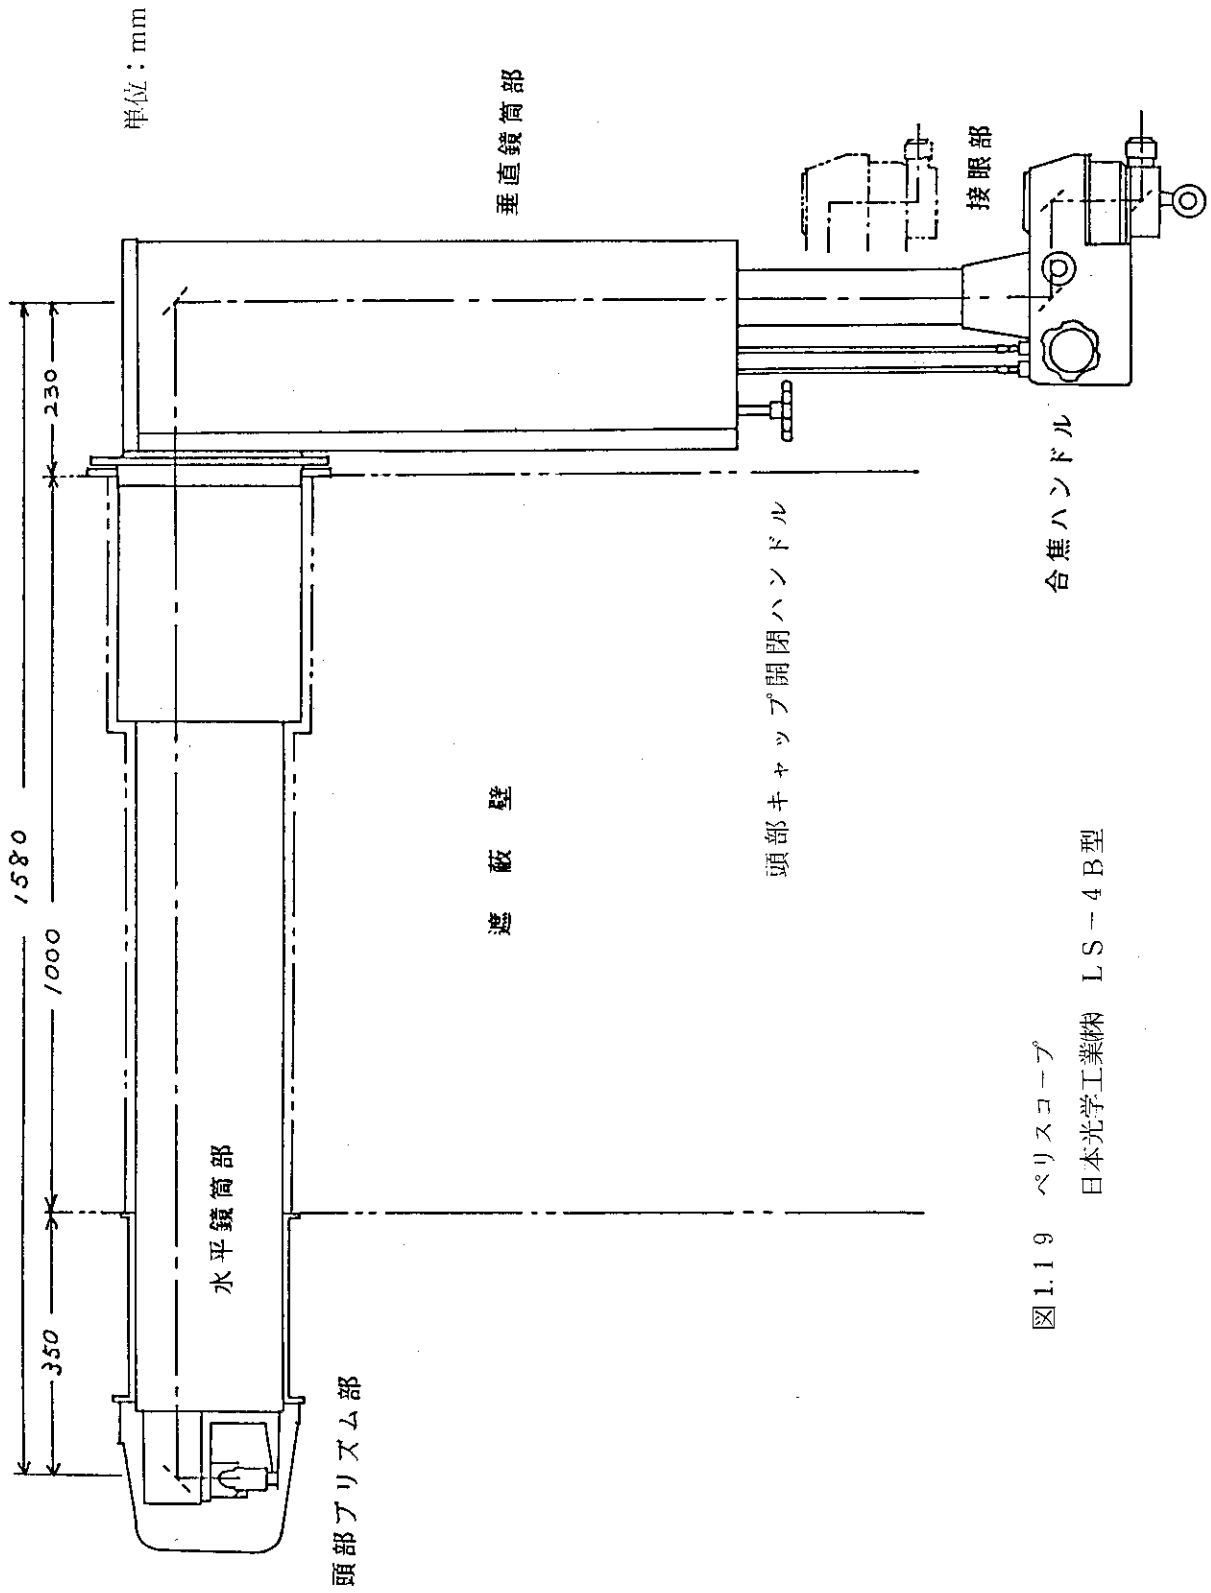 単位：mm
1580
350
1000
230
水平鏡筒部
頭部プリズム部
遮蔽壁
垂直鏡筒部
頭部キャップ開閉ハンドル
接眼部
合焦ハンドル
図1.19 ペリスコープ
日本光学工業㈱ LS－4B型